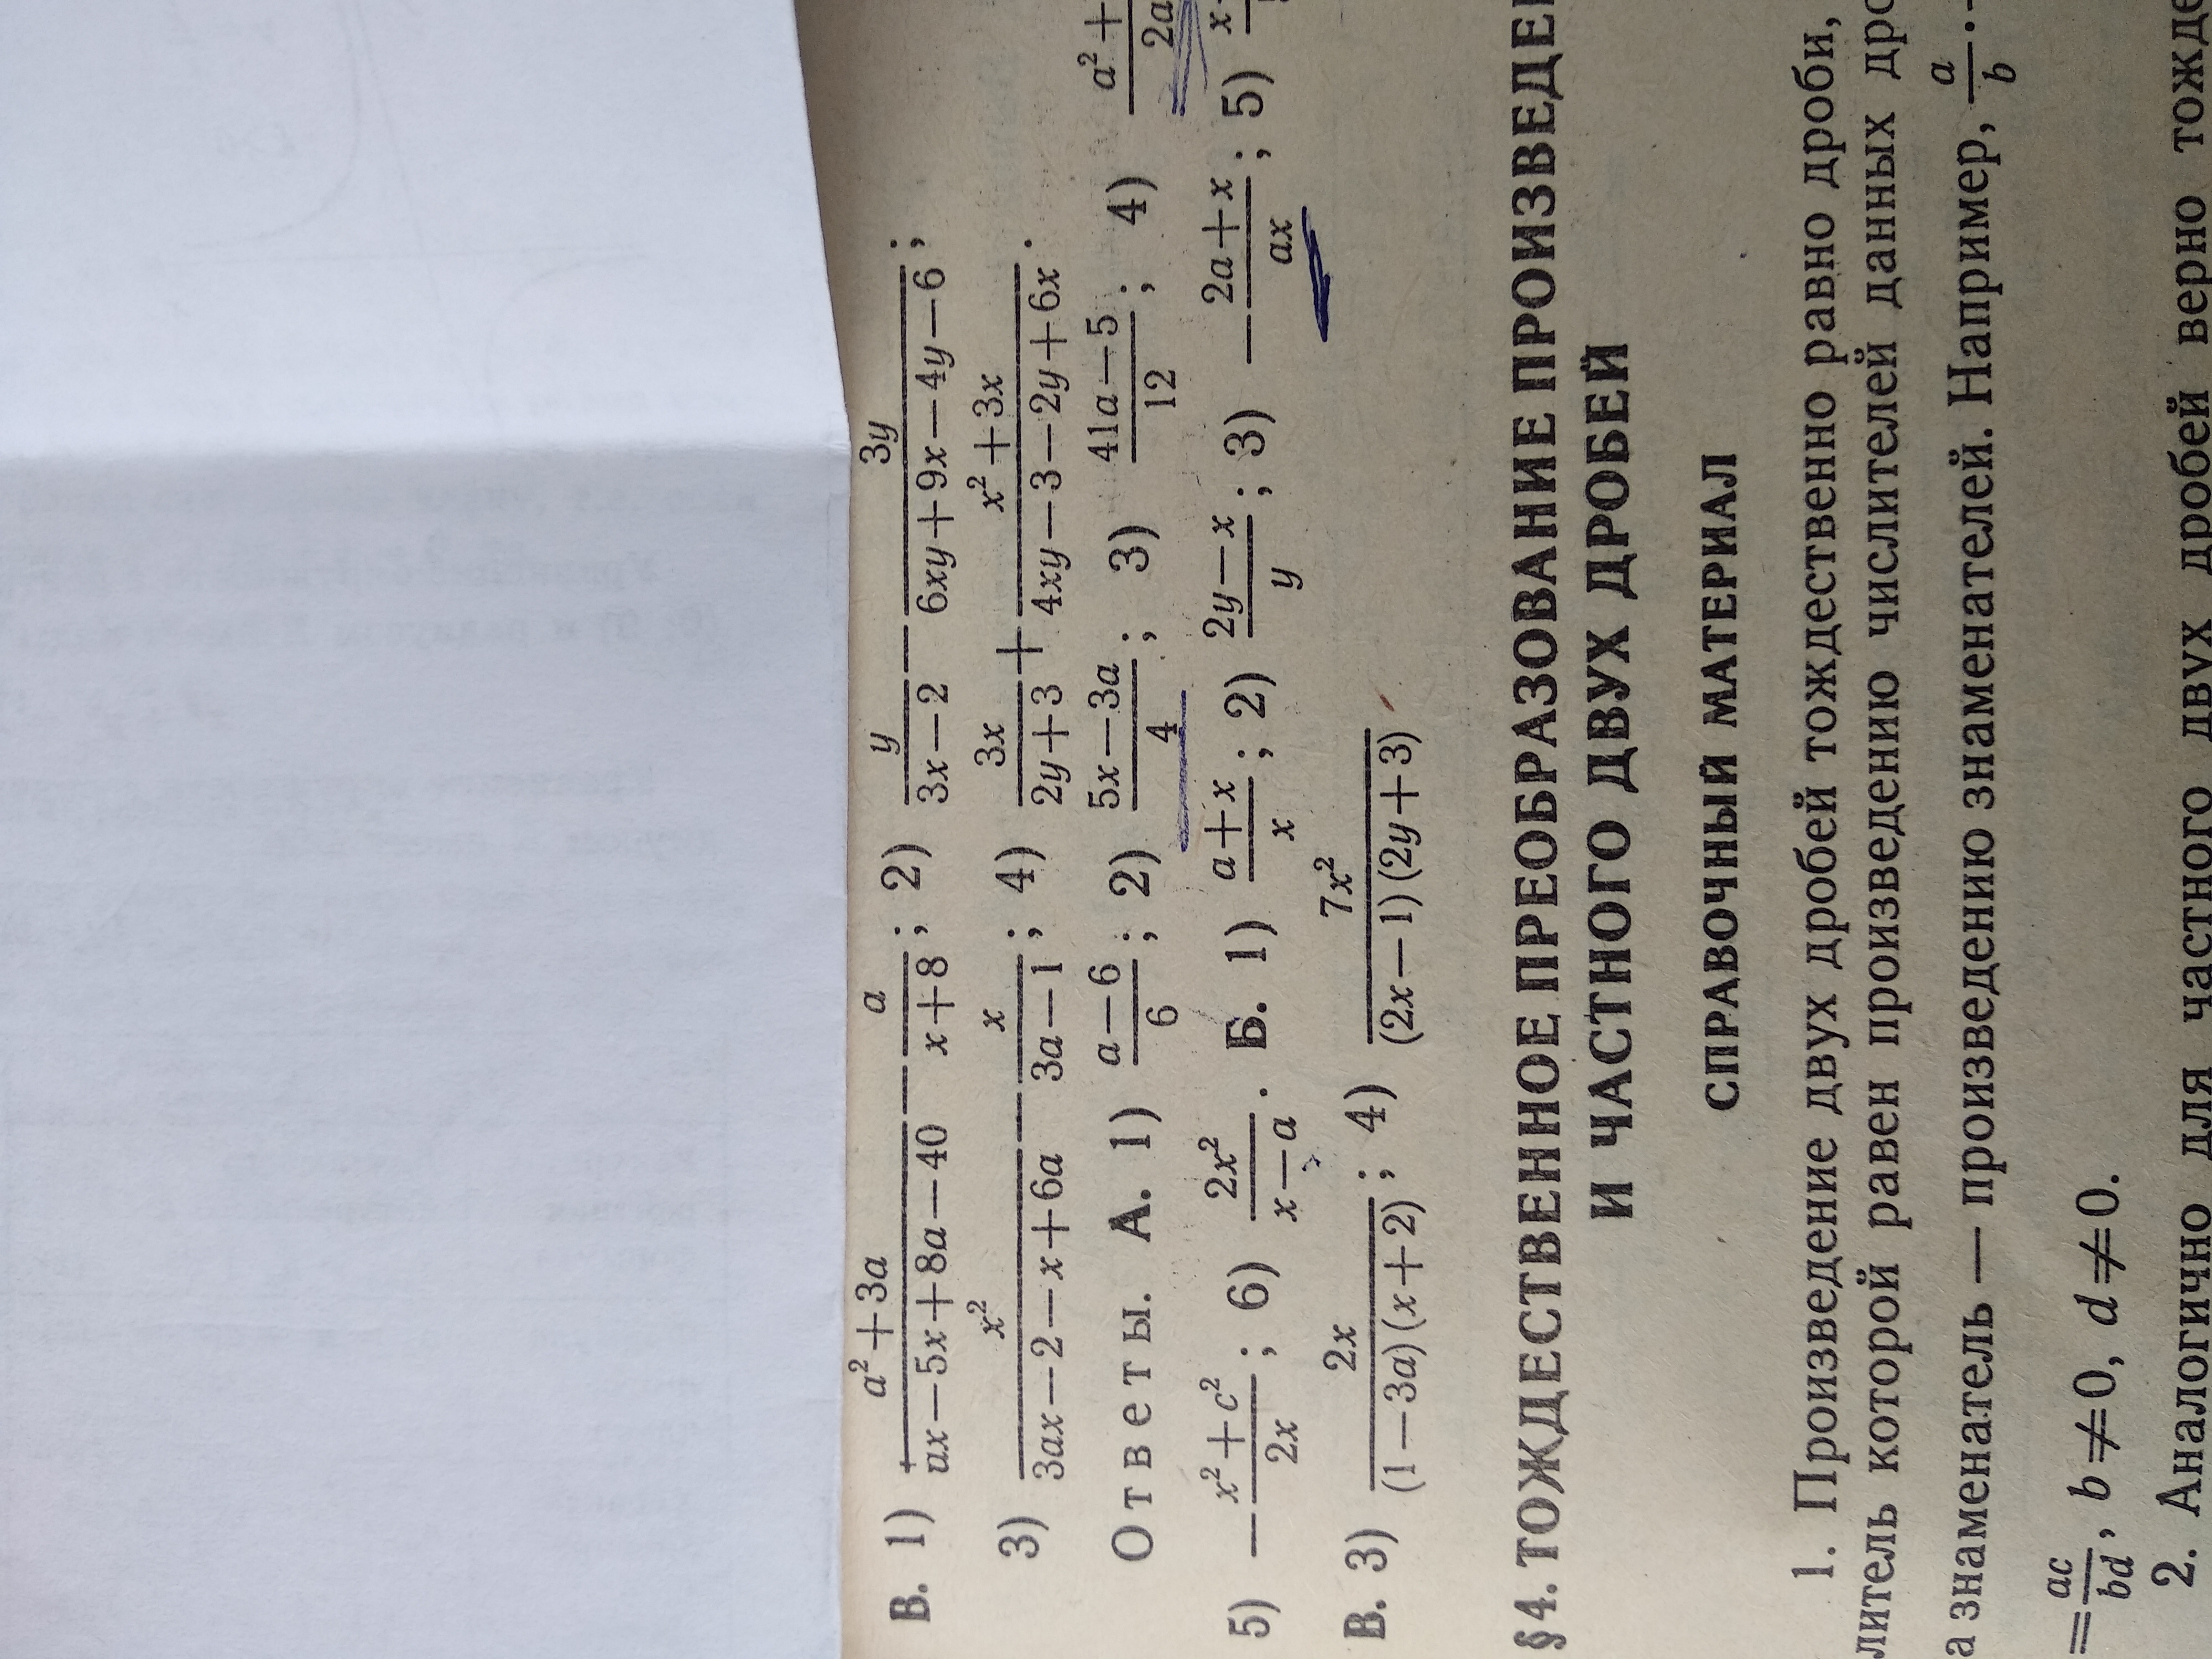 В. 1) (a² + 3a)/(ax — 5x + 8a — 40) — a/(x + 8); 2) y/(3x — 2) — 3y/(6xy + 9x — 4y — 6);
3) x²/(3ax — 2 — x + 6a) — x/(3a — 1); 4) 3x/(2y + 3) + (x² + 3x)/(4xy — 3 — 2y + 6x).
Ответы. А. 1) (a — 6)/6; 2) (5x — 3a)/4; 3) (41a — 5)/12; 4)
5) — (x² + c²)/2x; 6) 2x²/(x — a). Б. 1) (a + x)/x; 2) (2y — x)/y; 3) — (2a + x)/ax; 5)
В. 3) 2x/((1 — 3a)(x + 2)); 4) 7x²/((2x — 1)(2y + 3))
§ 4. ТОЖДЕСТВЕННОЕ ПРЕОБРАЗОВАНИЕ
И ЧАСТНОГО ДВУХ ДРОБЕЙ
СПРАВОЧНЫЙ МАТЕРИАЛ
1. Произведение двух дробей тождественно равно дроби,
литель которой равен произведению числителей данных
а знаменатель — произведению знаменателей. Например, a/b ·
= ac/bd, b ≠ 0, d ≠ 0.
2. Аналогично для частного двух дробей верно